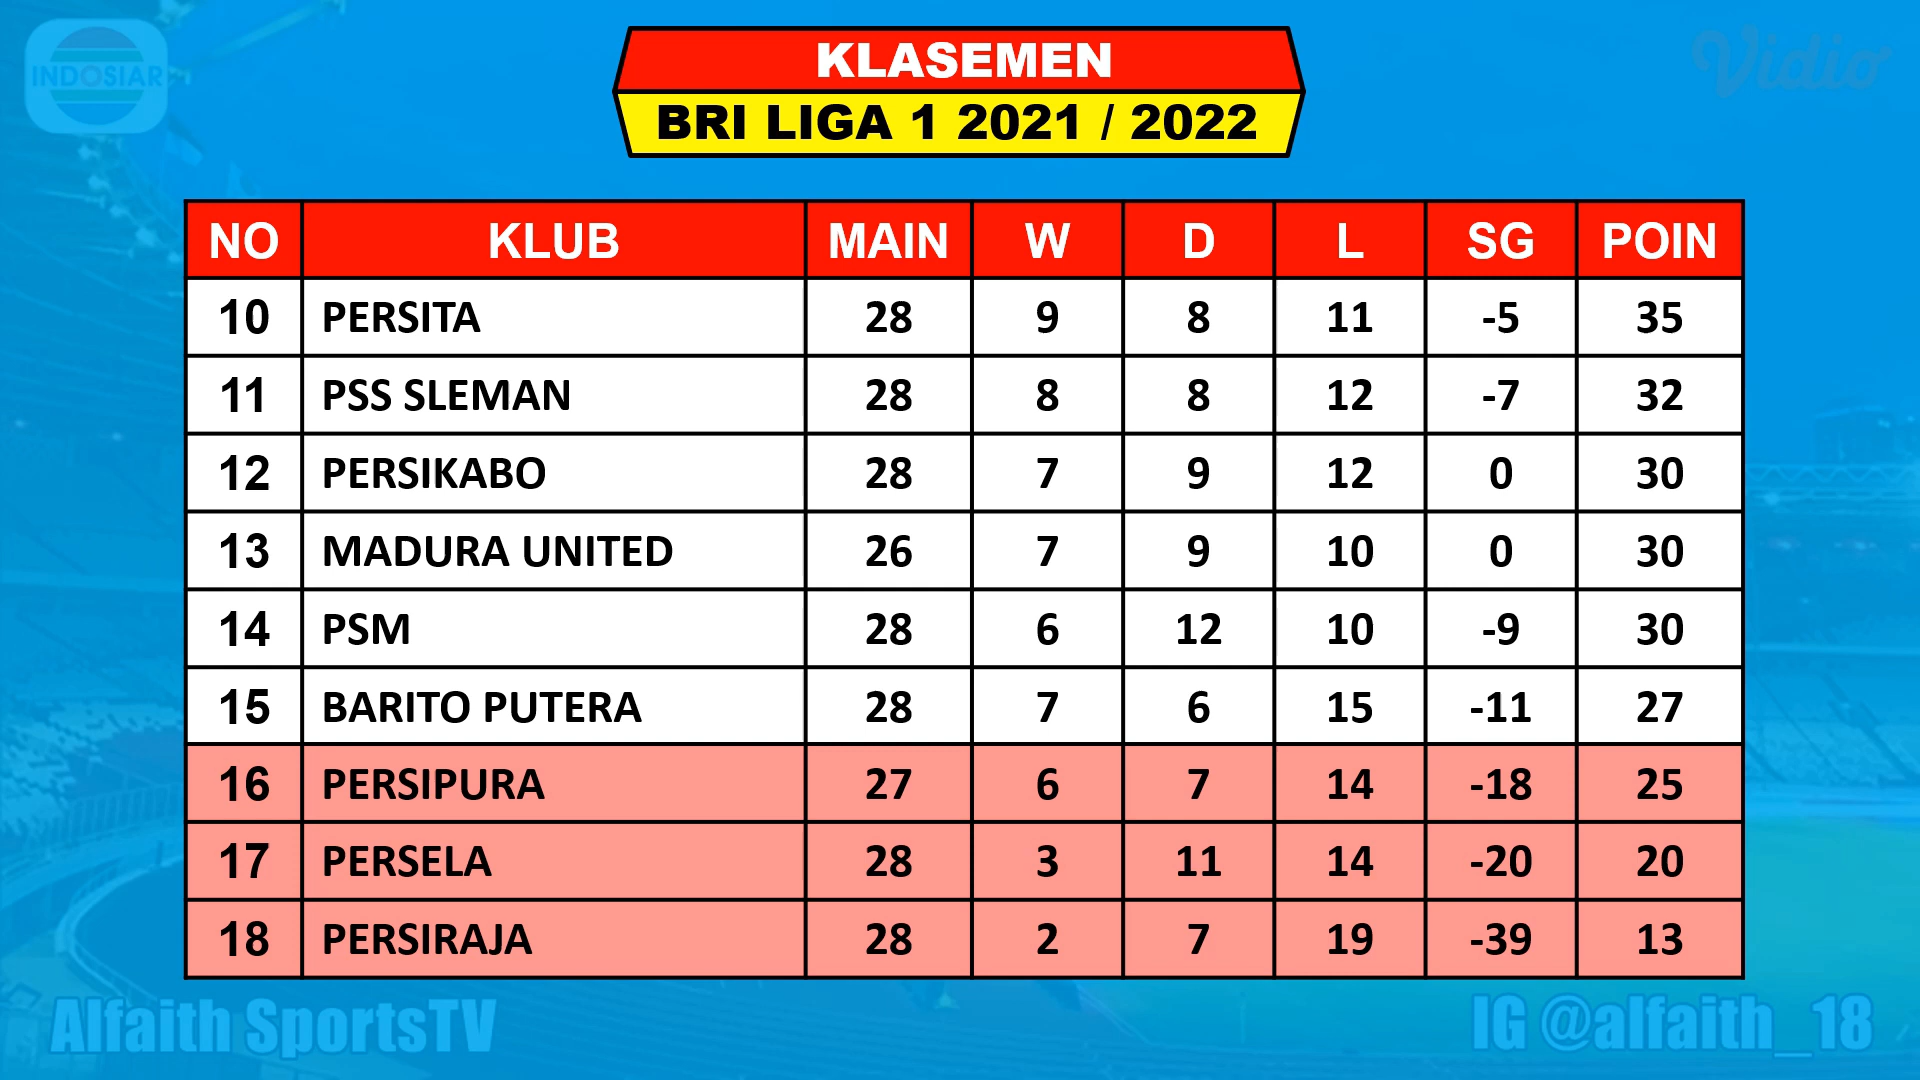 INDOSIAR
Vidio
KLASEMEN
BRI LIGA 1 2021 / 2022
NO KLUB MAIN W D L SG POIN
10 PERSITA 28 9 8 11 -5 35
11 PSS SLEMAN 28 8 8 12 -7 32
12 PERSIKABO 28 7 9 12 0 30
13 MADURA UNITED 26 7 9 10 0 30
14 PSM 28 6 12 10 -9 30
15 BARITO PUTERA 28 7 6 15 -11 27
16 PERSIPURA 27 6 7 14 -18 25
17 PERSELA 28 3 11 14 -20 20
18 PERSIRAJA 28 2 7 19 -39 13
Alfaith SportsTV
IG @alfaith_18